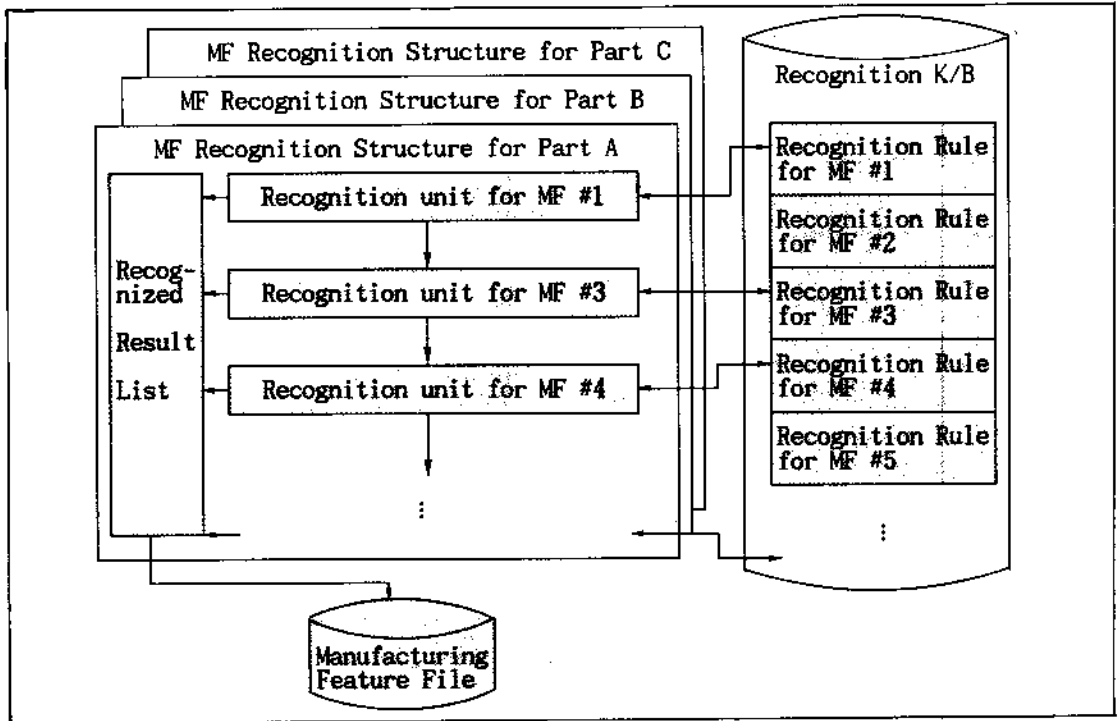 MF Recognition Structure for Part C
MF Recognition Structure for Part B
MF Recognition Structure for Part A
Recognition unit for MF #1
Recognition unit for MF #3
Recognition unit for MF #4
⋮
Recog-
nized
Result
List
Recognition K/B
Recognition Rule
for MF #1
Recognition Rule
for MF #2
Recognition Rule
for MF #3
Recognition Rule
for MF #4
Recognition Rule
for MF #5
⋮
Manufacturing
Feature File